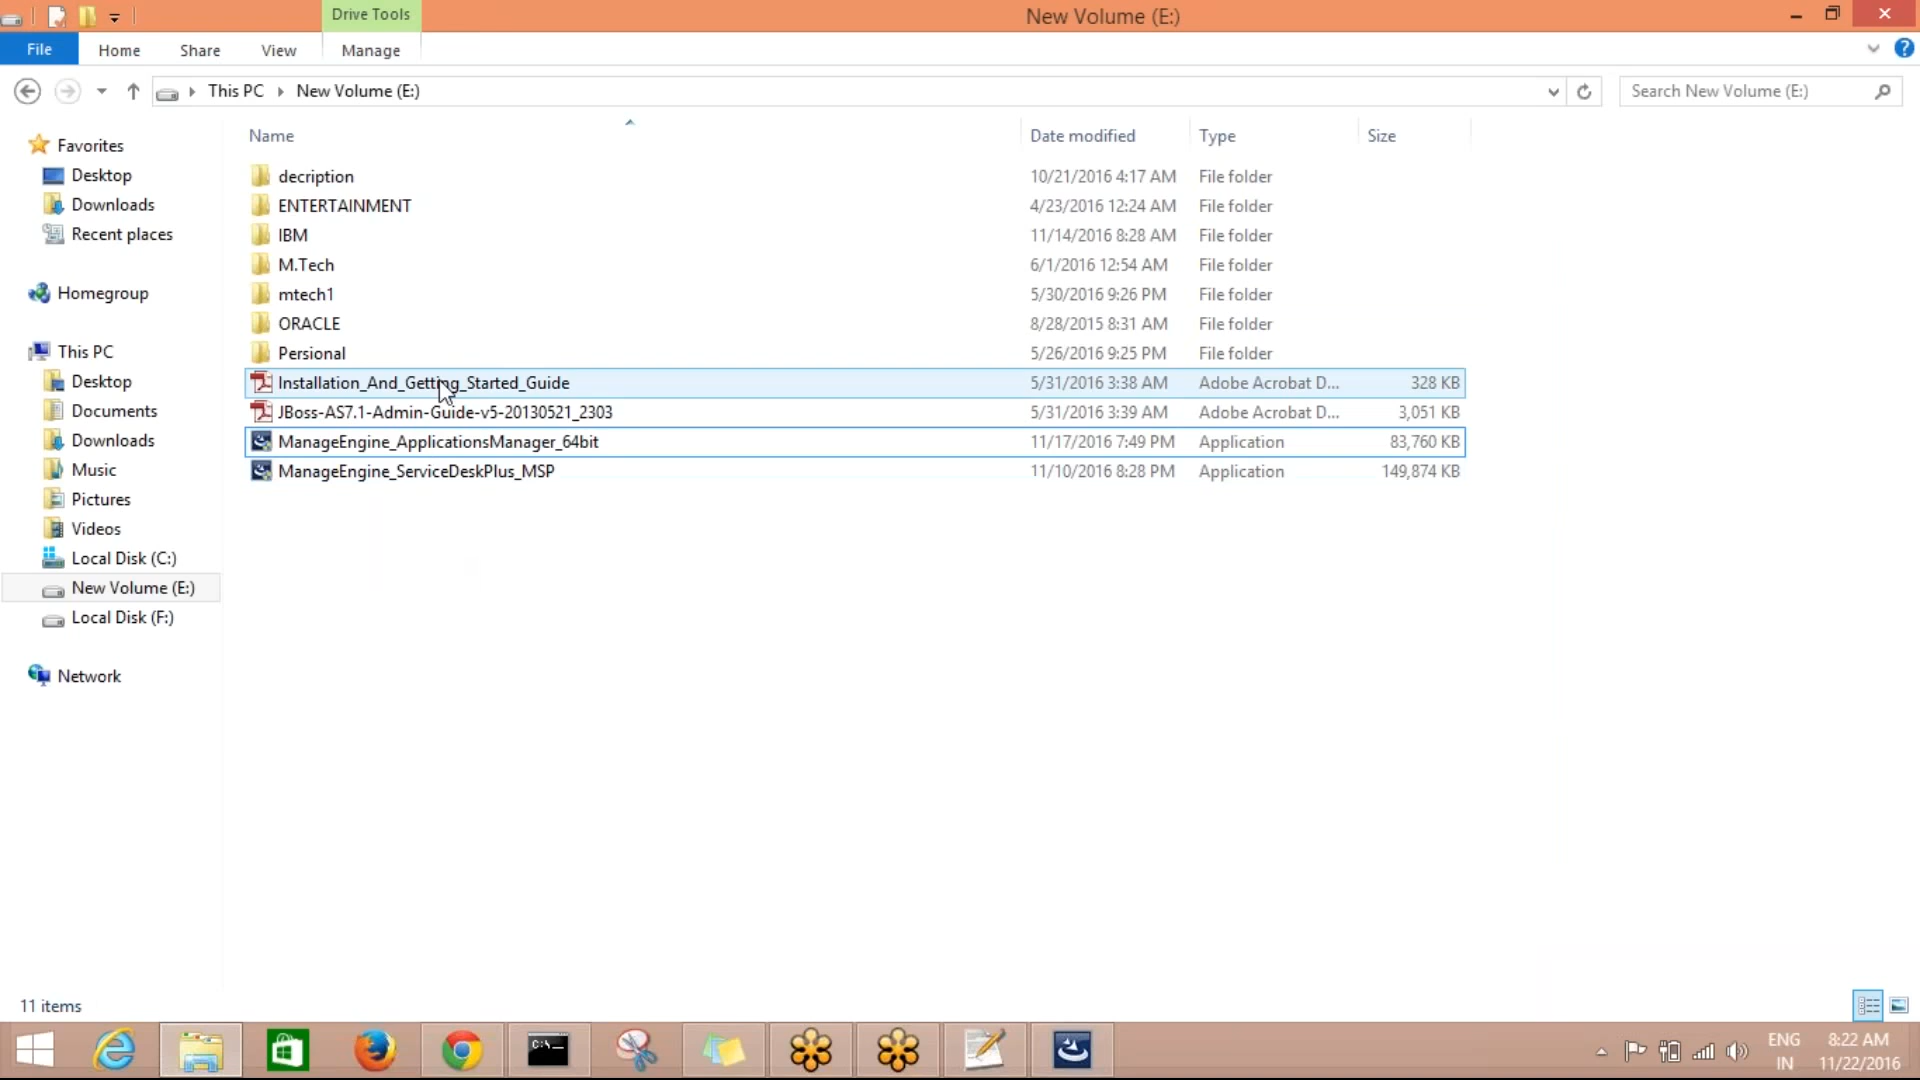 Drive Tools
New Volume (E:)
File Home Share View Manage
This PC New Volume (E:)
Search New Volume (E:)
Name Date modified Type Size
Favorites
Desktop
Downloads
Recent places
Homegroup
This PC
Desktop
Documents
Downloads
Music
Pictures
Videos
Local Disk (C:)
New Volume (E:)
Local Disk (F:)
Network
decription 10/21/2016 4:17 AM File folder
ENTERTAINMENT 4/23/2016 12:24 AM File folder
IBM 11/14/2016 8:28 AM File folder
M.Tech 6/1/2016 12:54 AM File folder
mtech1 5/30/2016 9:26 PM File folder
ORACLE 8/28/2015 8:31 AM File folder
Persional 5/26/2016 9:25 PM File folder
Installation_And_Getting_Started_Guide 5/31/2016 3:38 AM Adobe Acrobat D... 328 KB
JBoss-AS7.1-Admin-Guide-v5-20130521_2303 5/31/2016 3:39 AM Adobe Acrobat D... 3,051 KB
ManageEngine_ApplicationsManager_64bit 11/17/2016 7:49 PM Application 83,760 KB
ManageEngine_ServiceDeskPlus_MSP 11/10/2016 8:28 PM Application 149,874 KB
11 items
C:\
ENG 8:22 AM
IN 11/22/2016